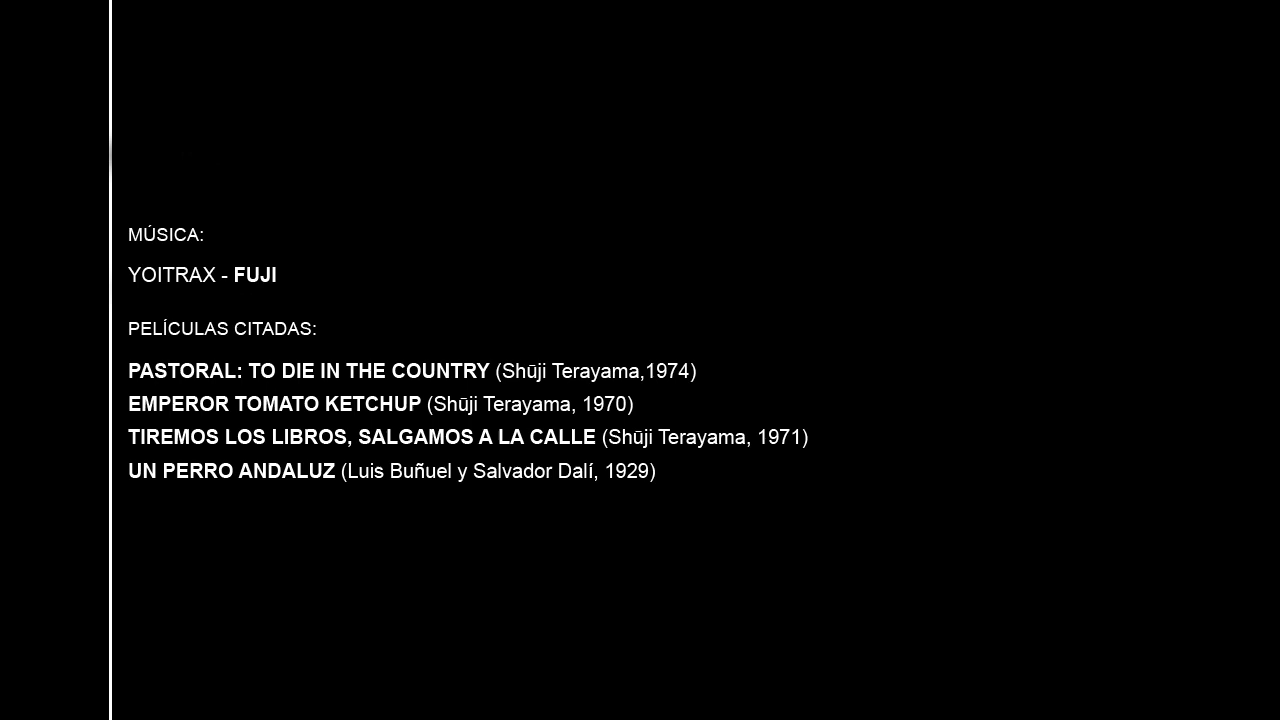 MÚSICA:
YOITRAX - FUJI
PELÍCULAS CITADAS:
PASTORAL: TO DIE IN THE COUNTRY (Shūji Terayama,1974)
EMPEROR TOMATO KETCHUP (Shūji Terayama, 1970)
TIREMOS LOS LIBROS, SALGAMOS A LA CALLE (Shūji Terayama, 1971)
UN PERRO ANDALUZ (Luis Buñuel y Salvador Dalí, 1929)